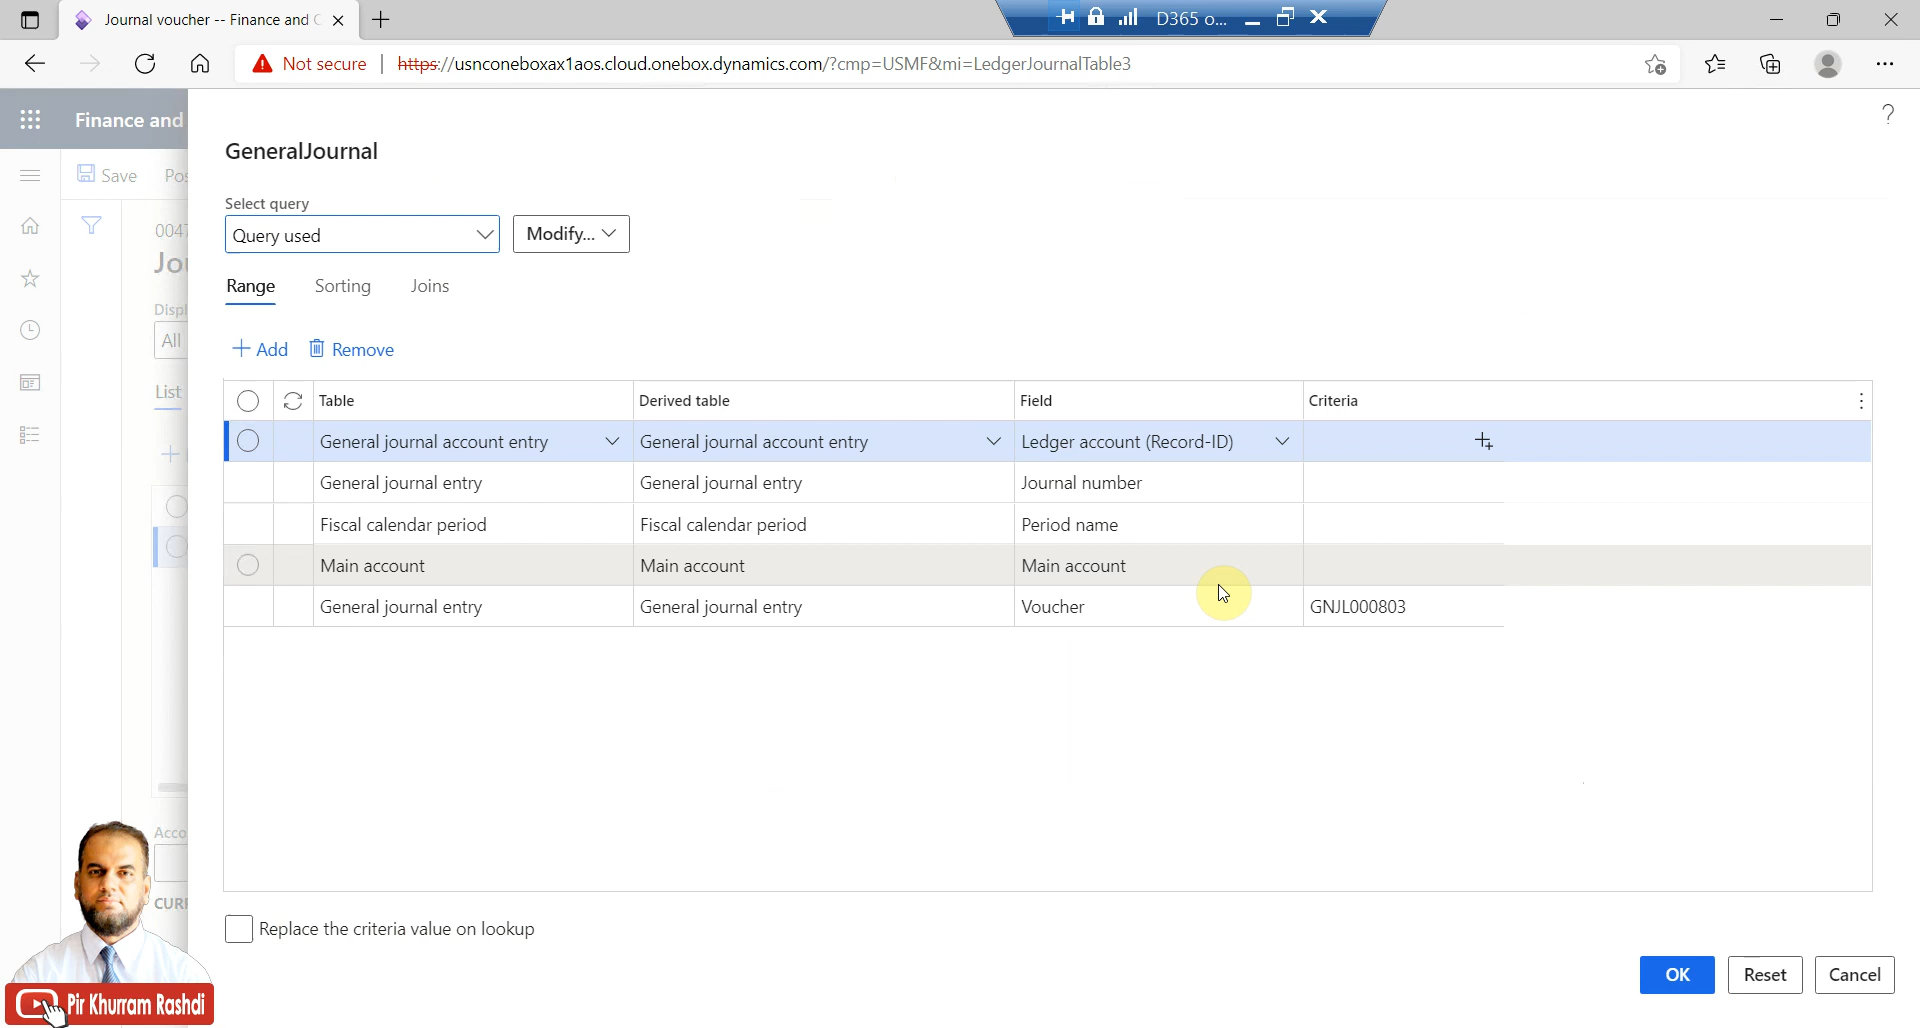 Journal voucher -- Finance and
D365 o...
Not secure
https://usnconeboxax1aos.cloud.onebox.dynamics.com/?cmp=USMF&mi=LedgerJournalTable3
Finance and
?
Save
GeneralJournal
Select query
Query used
Modify...
Range
Sorting
Joins
All
List
+ Add
Remove
Table
Derived table
Field
Criteria
General journal account entry
General journal account entry
Ledger account (Record-ID)
General journal entry
General journal entry
Journal number
Fiscal calendar period
Fiscal calendar period
Period name
Main account
Main account
Main account
General journal entry
General journal entry
Voucher
GNJL000803
Replace the criteria value on lookup
OK
Reset
Cancel
Pir Khurram Rashdi